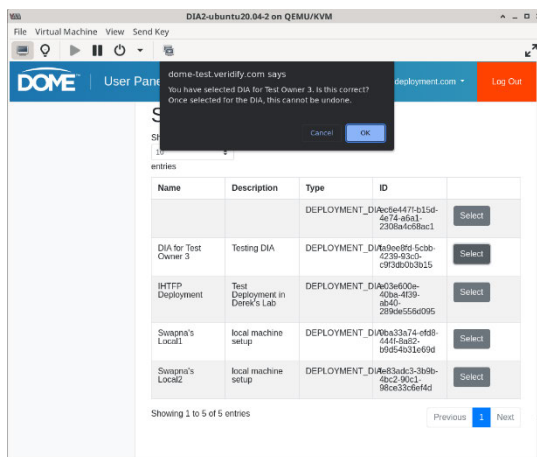 DIA2-ubuntu20.04-2 on QEMU/KVM
File Virtual Machine View Send Key
DOME User Pane
deployment.com
Log Out
dome-test.veridify.com says
You have selected DIA for Test Owner 3. Is this correct?
Once selected for the DIA, this cannot be undone.
Cancel OK
S
10
entries
Name Description Type ID
DEPLOYMENT_DIA ec6e447f-b15d-
4e74-a6a1-
2308a4c68ac1
Select
DIA for Test
Owner 3
Testing DIA
DEPLOYMENT_DIA fa9ee8fd-5cbb-
4239-93c0-
c9f3db0b3b15
Select
IHTFP
Deployment
Test
Deployment in
Derek's Lab
DEPLOYMENT_DIA e03e600e-
40ba-4f39-
ab40-
289de556d095
Select
Swapna's
Local1
local machine
setup
DEPLOYMENT_DIA 9ba33a74-efd8-
444f-8a82-
b9d54b31e69d
Select
Swapna's
Local2
local machine
setup
DEPLOYMENT_DIA fe83adc3-3b9b-
4bc2-90c1-
98ce33c6ef4d
Select
Showing 1 to 5 of 5 entries
Previous 1 Next